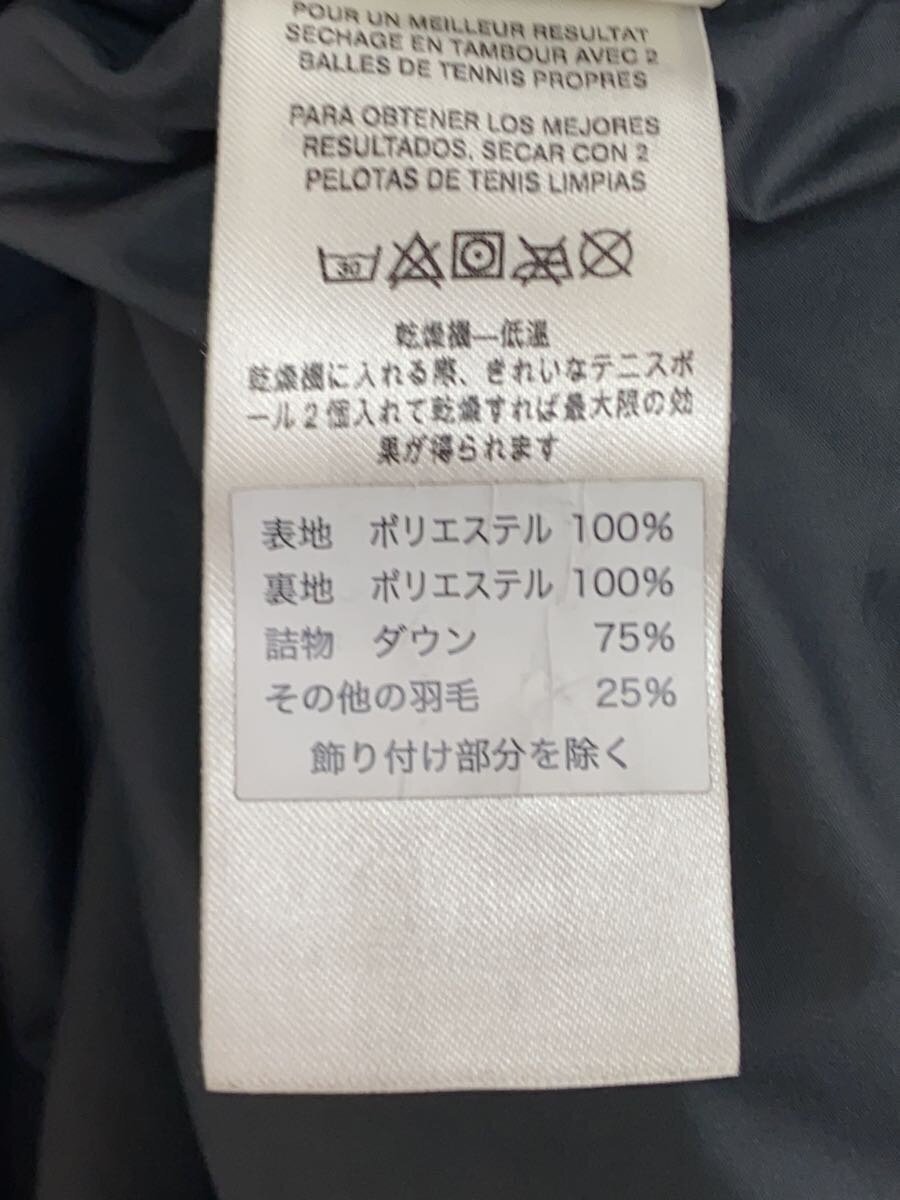 POUR UN MEILLEUR RESULTAT
SECHAGE EN TAMBOUR AVEC 2
BALLES DE TENNIS PROPRES
PARA OBTENER LOS MEJORES
RESULTADOS, SECAR CON 2
PELOTAS DE TENIS LIMPIAS
30
乾燥機—低温
乾燥機に入れる際、きれいなテニスボ
ール2個入れて乾燥すれば最大限の効
果が得られます
表地 ポリエステル 100%
裏地 ポリエステル 100%
詰物 ダウン 75%
その他の羽毛 25%
飾り付け部分を除く